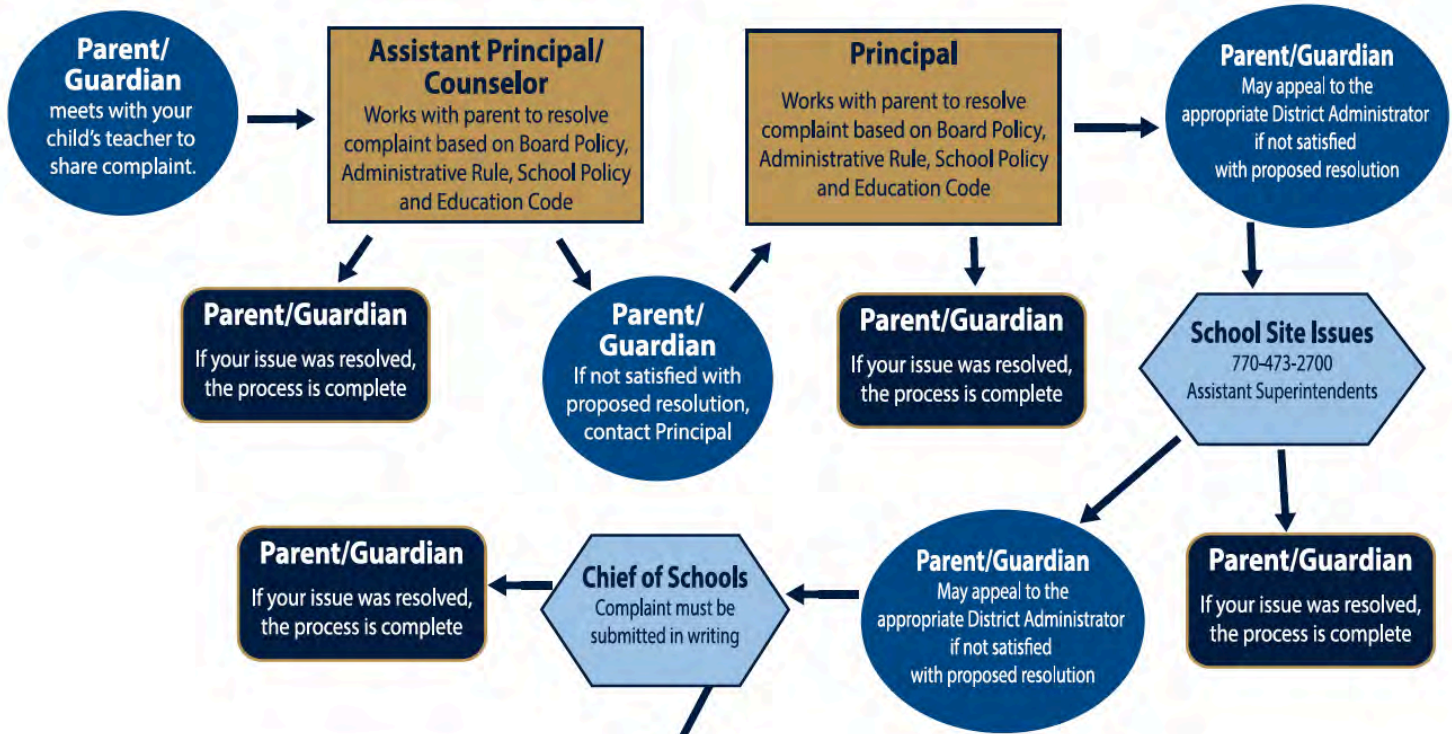 Parent/
Guardian
meets with your
child's teacher to
share complaint.
Assistant Principal/
Counselor
Works with parent to resolve
complaint based on Board Policy,
Administrative Rule, School Policy
and Education Code
Principal
Works with parent to resolve
complaint based on Board Policy,
Administrative Rule, School Policy
and Education Code
Parent/Guardian
May appeal to the
appropriate District Administrator
if not satisfied
with proposed resolution
Parent/Guardian
If your issue was resolved,
the process is complete
Parent/
Guardian
If not satisfied with
proposed resolution,
contact Principal
Parent/Guardian
If your issue was resolved,
the process is complete
School Site Issues
770-473-2700
Assistant Superintendents
Parent/Guardian
If your issue was resolved,
the process is complete
Chief of Schools
Complaint must be
submitted in writing
Parent/Guardian
May appeal to the
appropriate District Administrator
if not satisfied
with proposed resolution
Parent/Guardian
If your issue was resolved,
the process is complete